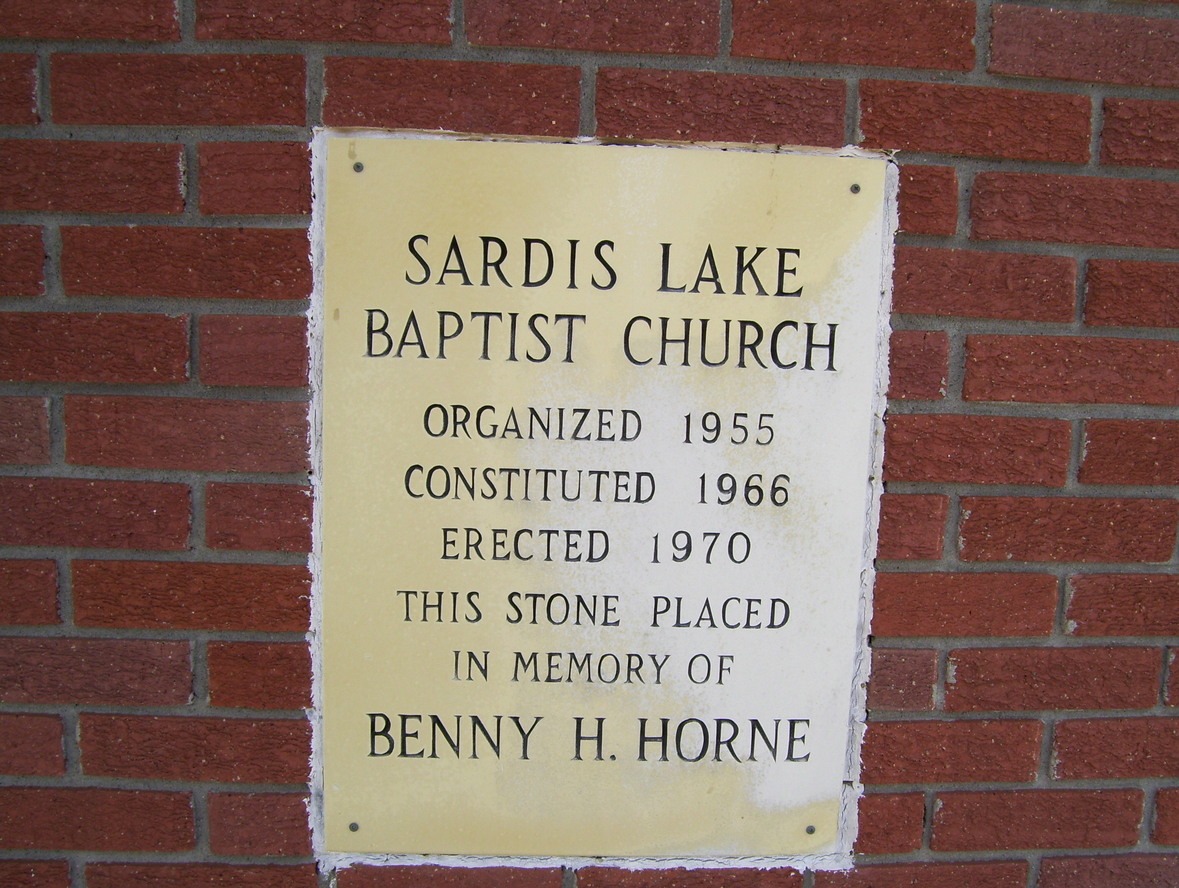 SARDIS LAKE
BAPTIST CHURCH
ORGANIZED 1955
CONSTITUTED 1966
ERECTED 1970
THIS STONE PLACED
IN MEMORY OF
BENNY H. HORNE